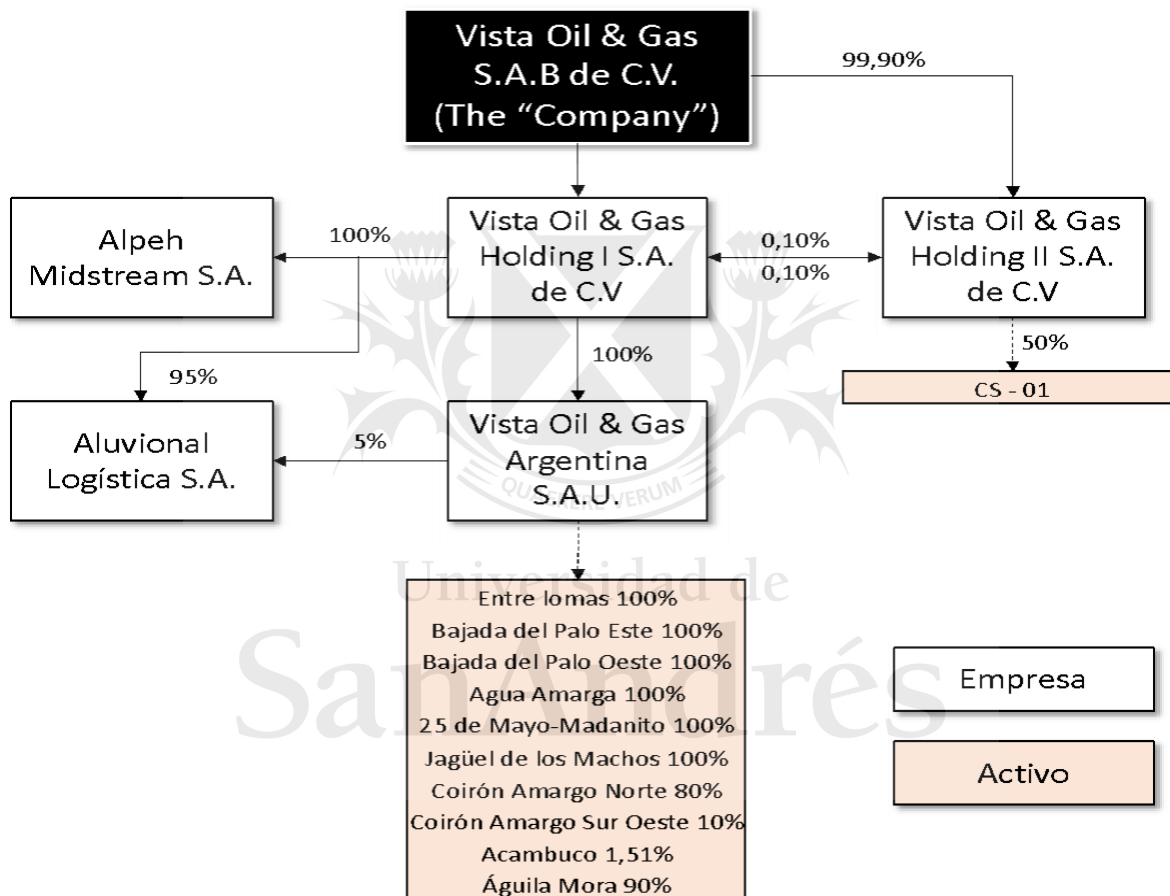 Vista Oil & Gas
S.A.B de C.V.
(The “Company”)
99,90%
Alpeh
Midstream S.A.
100%
Vista Oil & Gas
Holding I S.A.
de C.V
0,10%
0,10%
Vista Oil & Gas
Holding II S.A.
de C.V
50%
CS - 01
95%
100%
Aluvional
Logística S.A.
5%
Vista Oil & Gas
Argentina
S.A.U.
QUAERERE VERUM
Universidad de
SanAndrés
Entre lomas 100%
Bajada del Palo Este 100%
Bajada del Palo Oeste 100%
Agua Amarga 100%
25 de Mayo-Madanito 100%
Jagüel de los Machos 100%
Coirón Amargo Norte 80%
Coirón Amargo Sur Oeste 10%
Acambuco 1,51%
Águila Mora 90%
Empresa
Activo